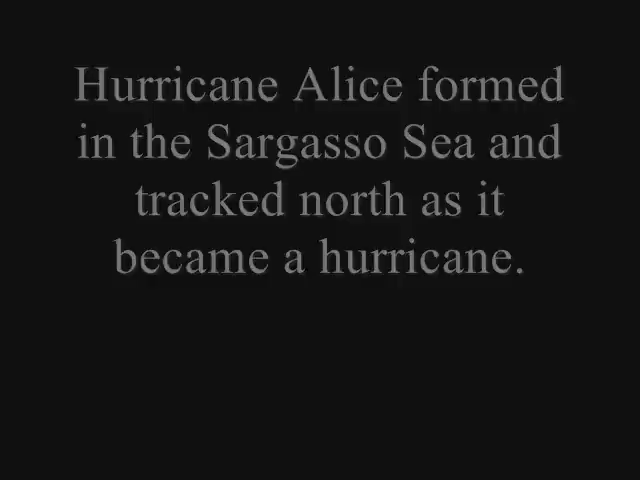 Hurricane Alice formed
in the Sargasso Sea and
tracked north as it
became a hurricane.